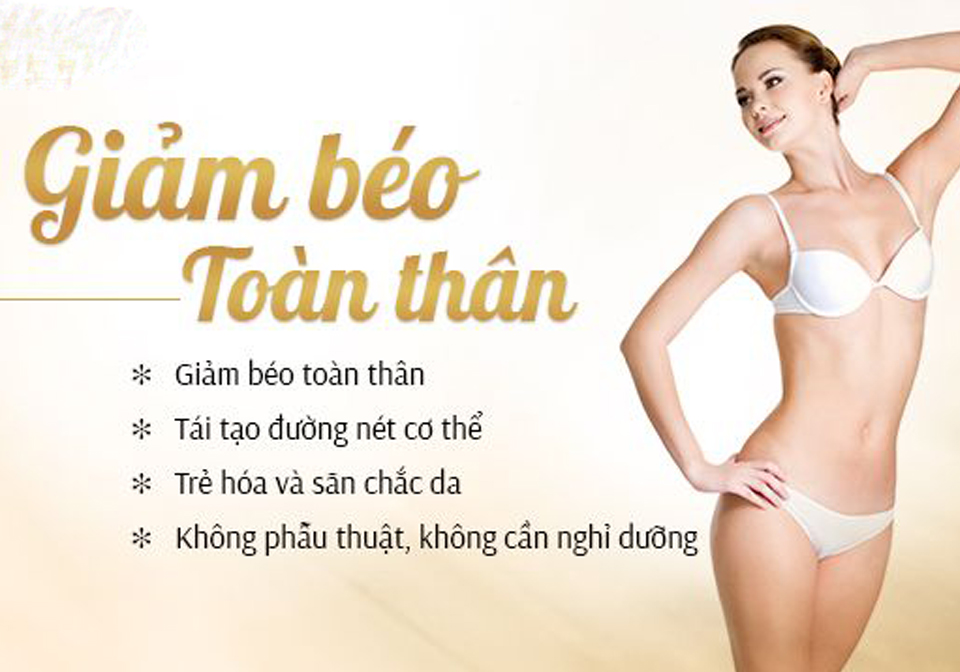 Giảm béo
Toàn thân
* Giảm béo toàn thân
* Tái tạo đường nét cơ thể
* Trẻ hóa và săn chắc da
* Không phẫu thuật, không cần nghỉ dưỡng